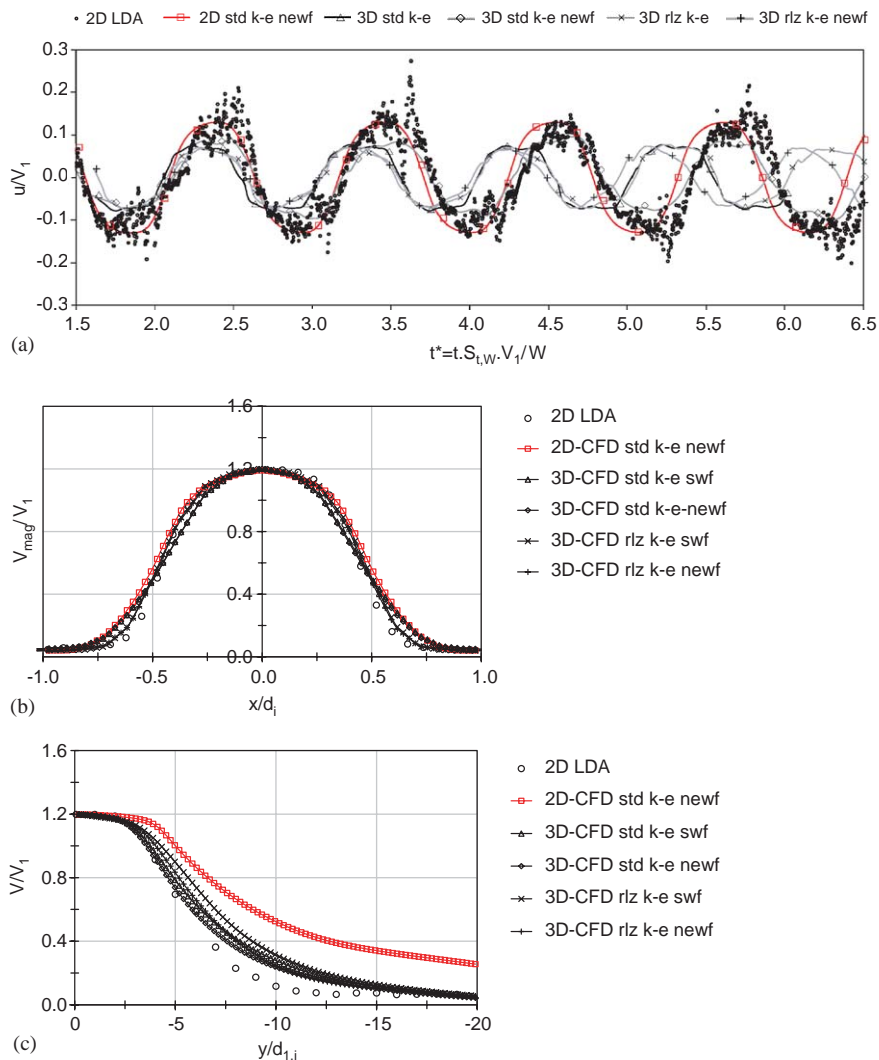 2D LDA 2D std k-e newf 3D std k-e 3D std k-e newf 3D rlz k-e 3D rlz k-e newf
0.3
0.2
0.1
0.0
-0.1
-0.2
-0.3
u/V1
1.5 2.0 2.5 3.0 3.5 4.0 4.5 5.0 5.5 6.0 6.5
(a)
t*=t.St,W.V1/W
1.6
1.2
0.8
0.4
0.0
Vmag/V1
-1.0 -0.5 0.0 0.5 1.0
x/di
(b)
2D LDA
2D-CFD std k-e newf
3D-CFD std k-e swf
3D-CFD std k-e-newf
3D-CFD rlz k-e swf
3D-CFD rlz k-e newf
1.6
1.2
0.8
0.4
0.0
V/V1
0 -5 -10 -15 -20
y/d1,i
(c)
2D LDA
2D-CFD std k-e newf
3D-CFD std k-e swf
3D-CFD std k-e newf
3D-CFD rlz k-e swf
3D-CFD rlz k-e newf